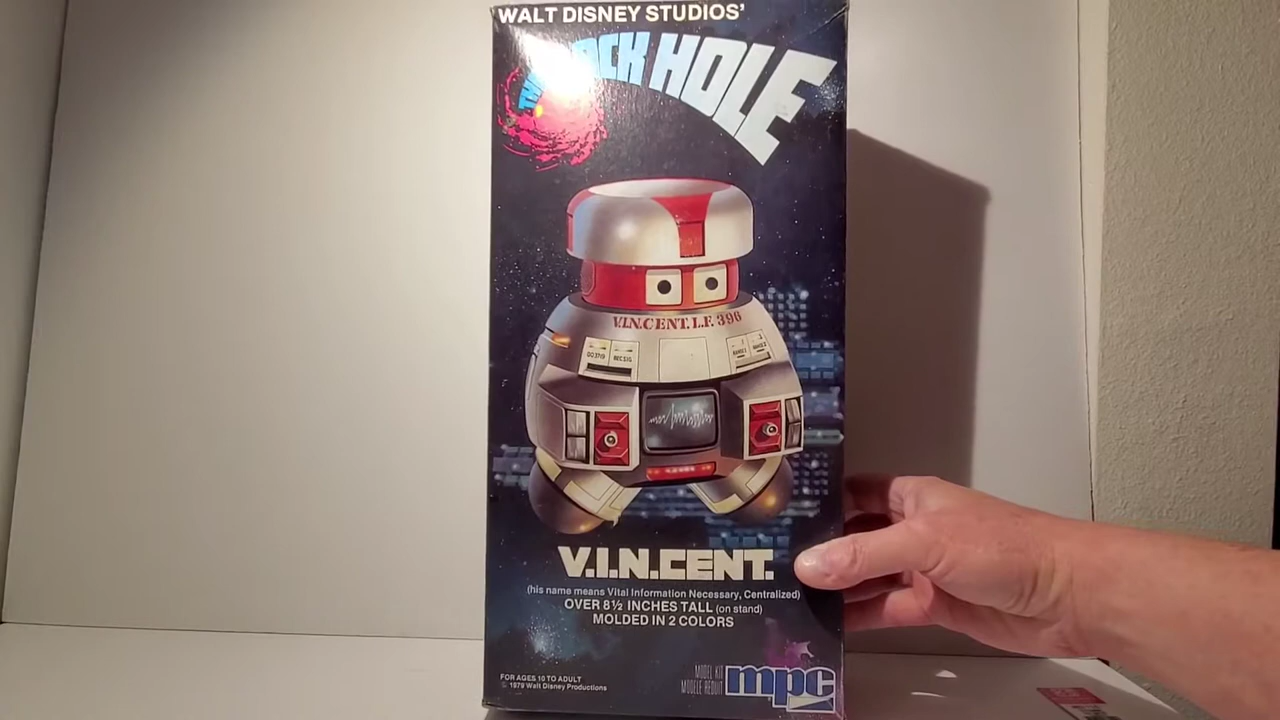 WALT DISNEY STUDIOS'
THE BLACK HOLE
V.I.N.CENT. L.F. 396
V.I.N.CENT.
(his name means Vital Information Necessary, Centralized)
OVER 8½ INCHES TALL (on stand)
MOLDED IN 2 COLORS
FOR AGES 10 TO ADULT
© 1979 Walt Disney Productions
MODEL KIT
MODELE REDUIT
mpc